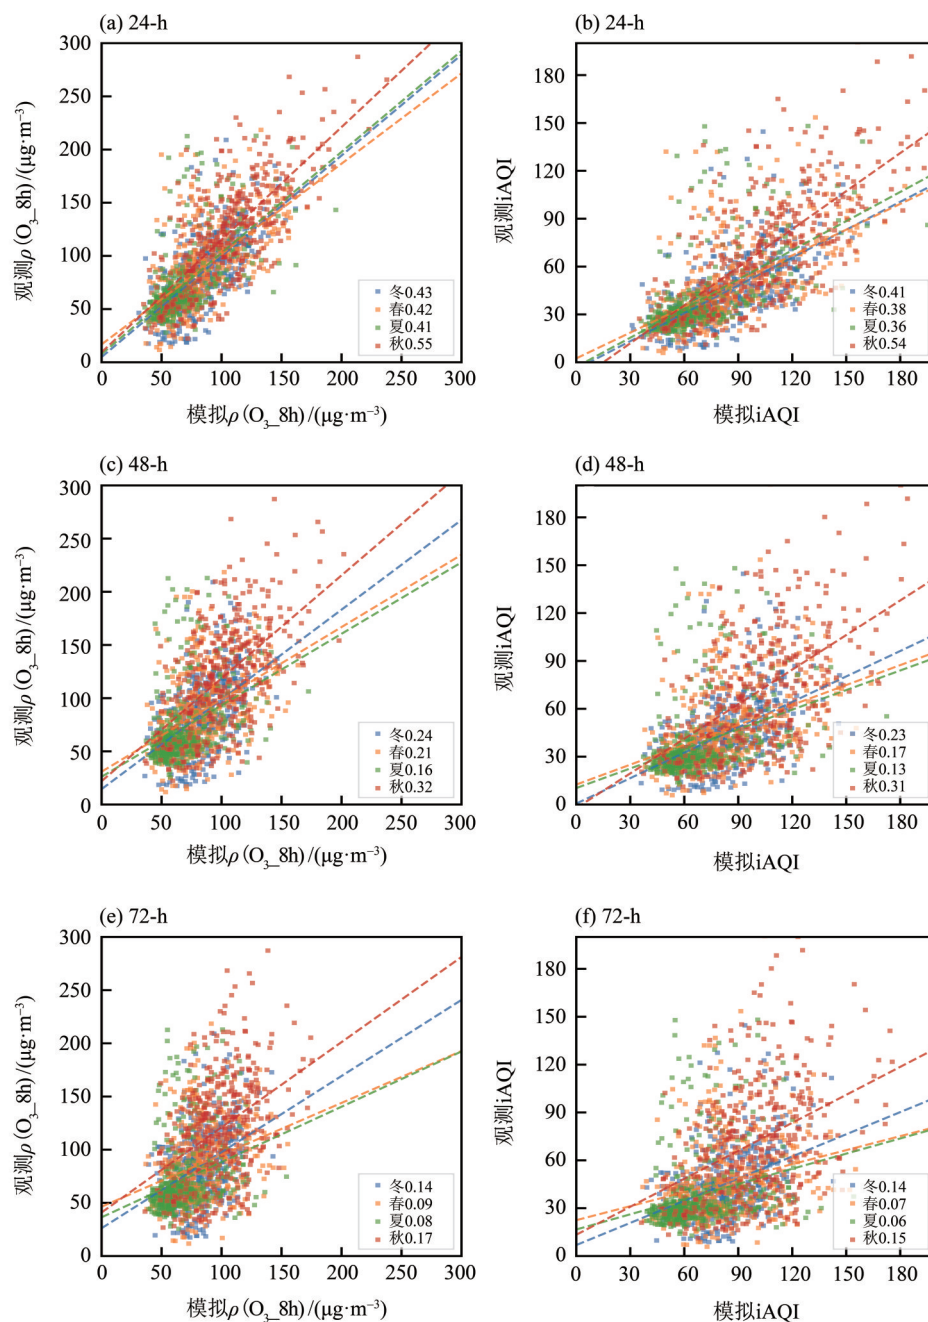 (a) 24-h
300
250
200
150
100
50
0
观测ρ(O₃_8h)/(μg·m⁻³)
冬0.43
春0.42
夏0.41
秋0.55
0 50 100 150 200 250 300
模拟ρ(O₃_8h)/(μg·m⁻³)
(b) 24-h
180
150
120
90
60
30
0
观测iAQI
冬0.41
春0.38
夏0.36
秋0.54
0 30 60 90 120 150 180
模拟iAQI
(c) 48-h
300
250
200
150
100
50
0
观测ρ(O₃_8h)/(μg·m⁻³)
冬0.24
春0.21
夏0.16
秋0.32
0 50 100 150 200 250 300
模拟ρ(O₃_8h)/(μg·m⁻³)
(d) 48-h
180
150
120
90
60
30
0
观测iAQI
冬0.23
春0.17
夏0.13
秋0.31
0 30 60 90 120 150 180
模拟iAQI
(e) 72-h
300
250
200
150
100
50
0
观测ρ(O₃_8h)/(μg·m⁻³)
冬0.14
春0.09
夏0.08
秋0.17
0 50 100 150 200 250 300
模拟ρ(O₃_8h)/(μg·m⁻³)
(f) 72-h
180
150
120
90
60
30
0
观测iAQI
冬0.14
春0.07
夏0.06
秋0.15
0 30 60 90 120 150 180
模拟iAQI